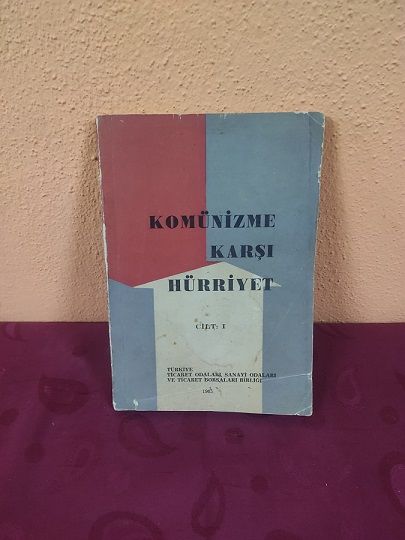 KOMÜNİZME
KARŞI
HÜRRİYET
CİLT: I
TÜRKİYE
TİCARET ODALARI, SANAYİ ODALARI
VE TİCARET BORSALARI BİRLİĞİ